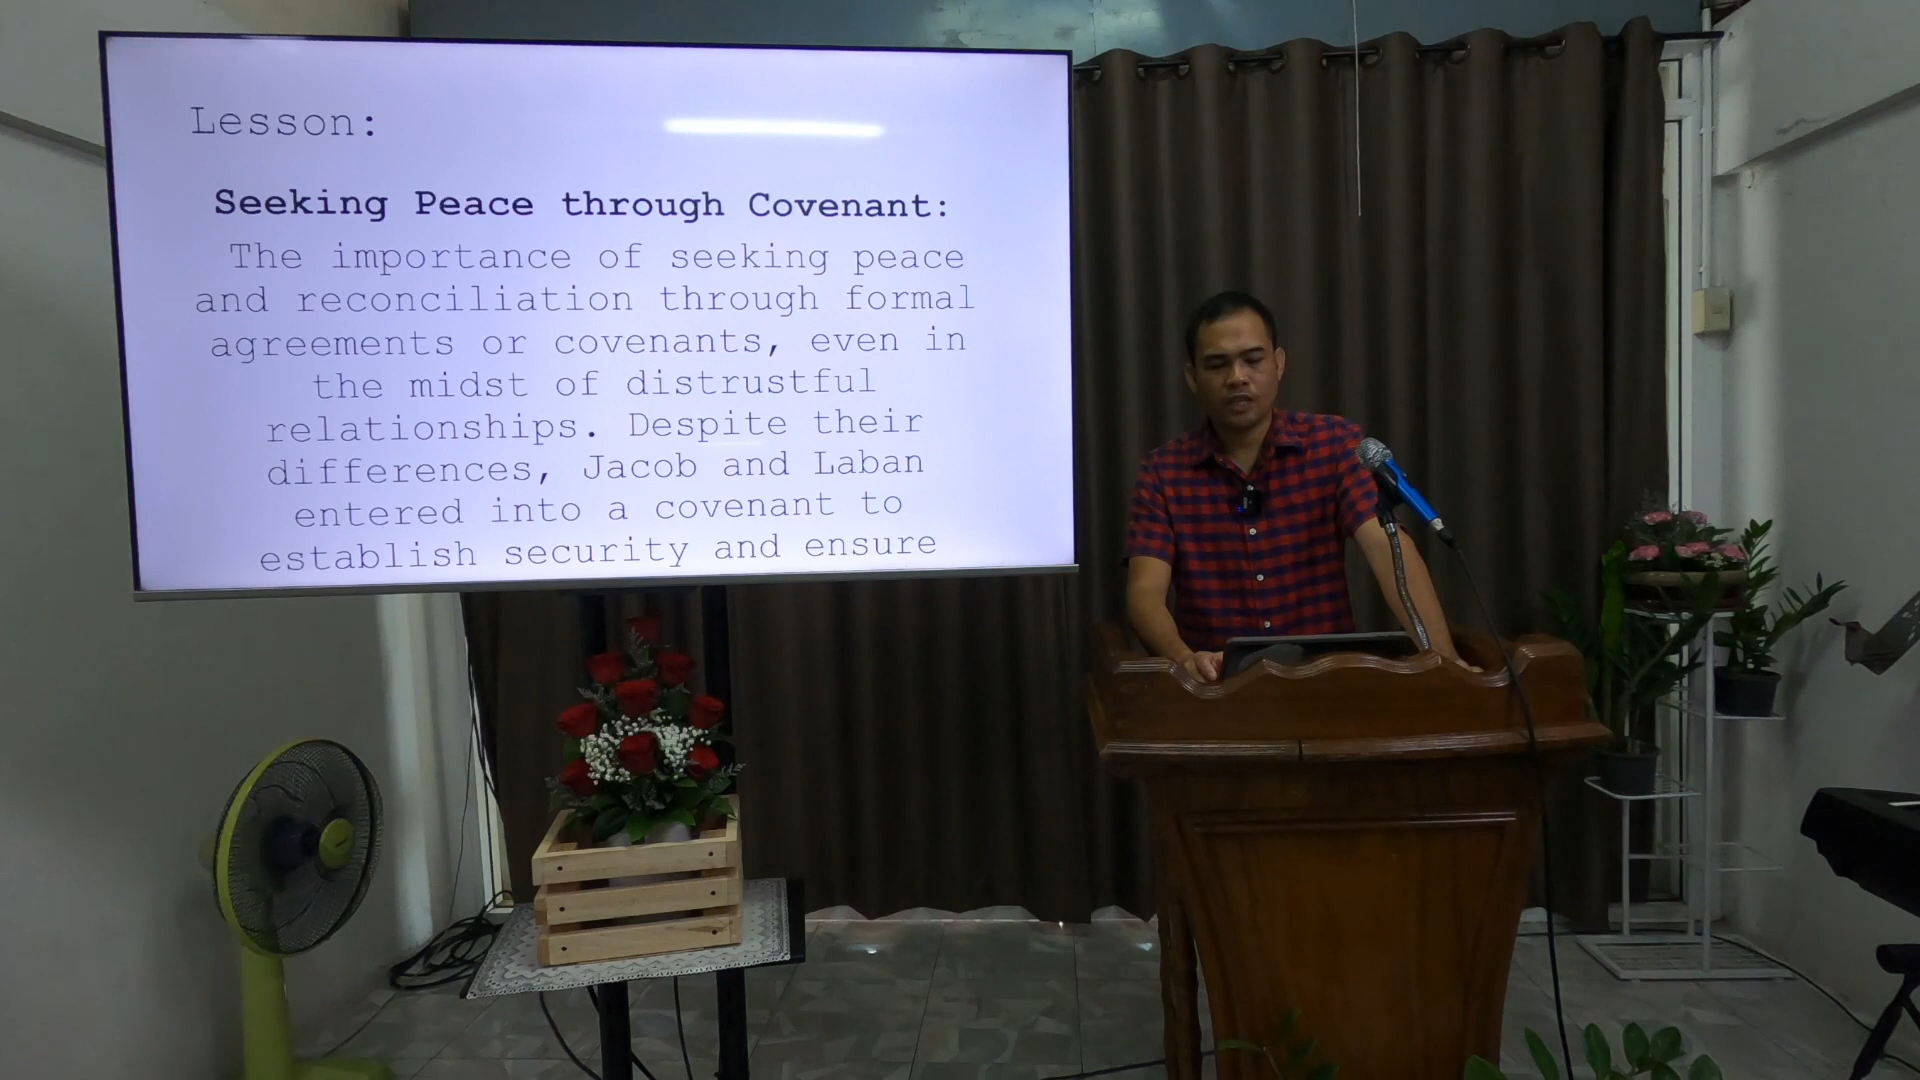 Lesson:
Seeking Peace through Covenant:
The importance of seeking peace
and reconciliation through formal
agreements or covenants, even in
the midst of distrustful
relationships. Despite their
differences, Jacob and Laban
entered into a covenant to
establish security and ensure